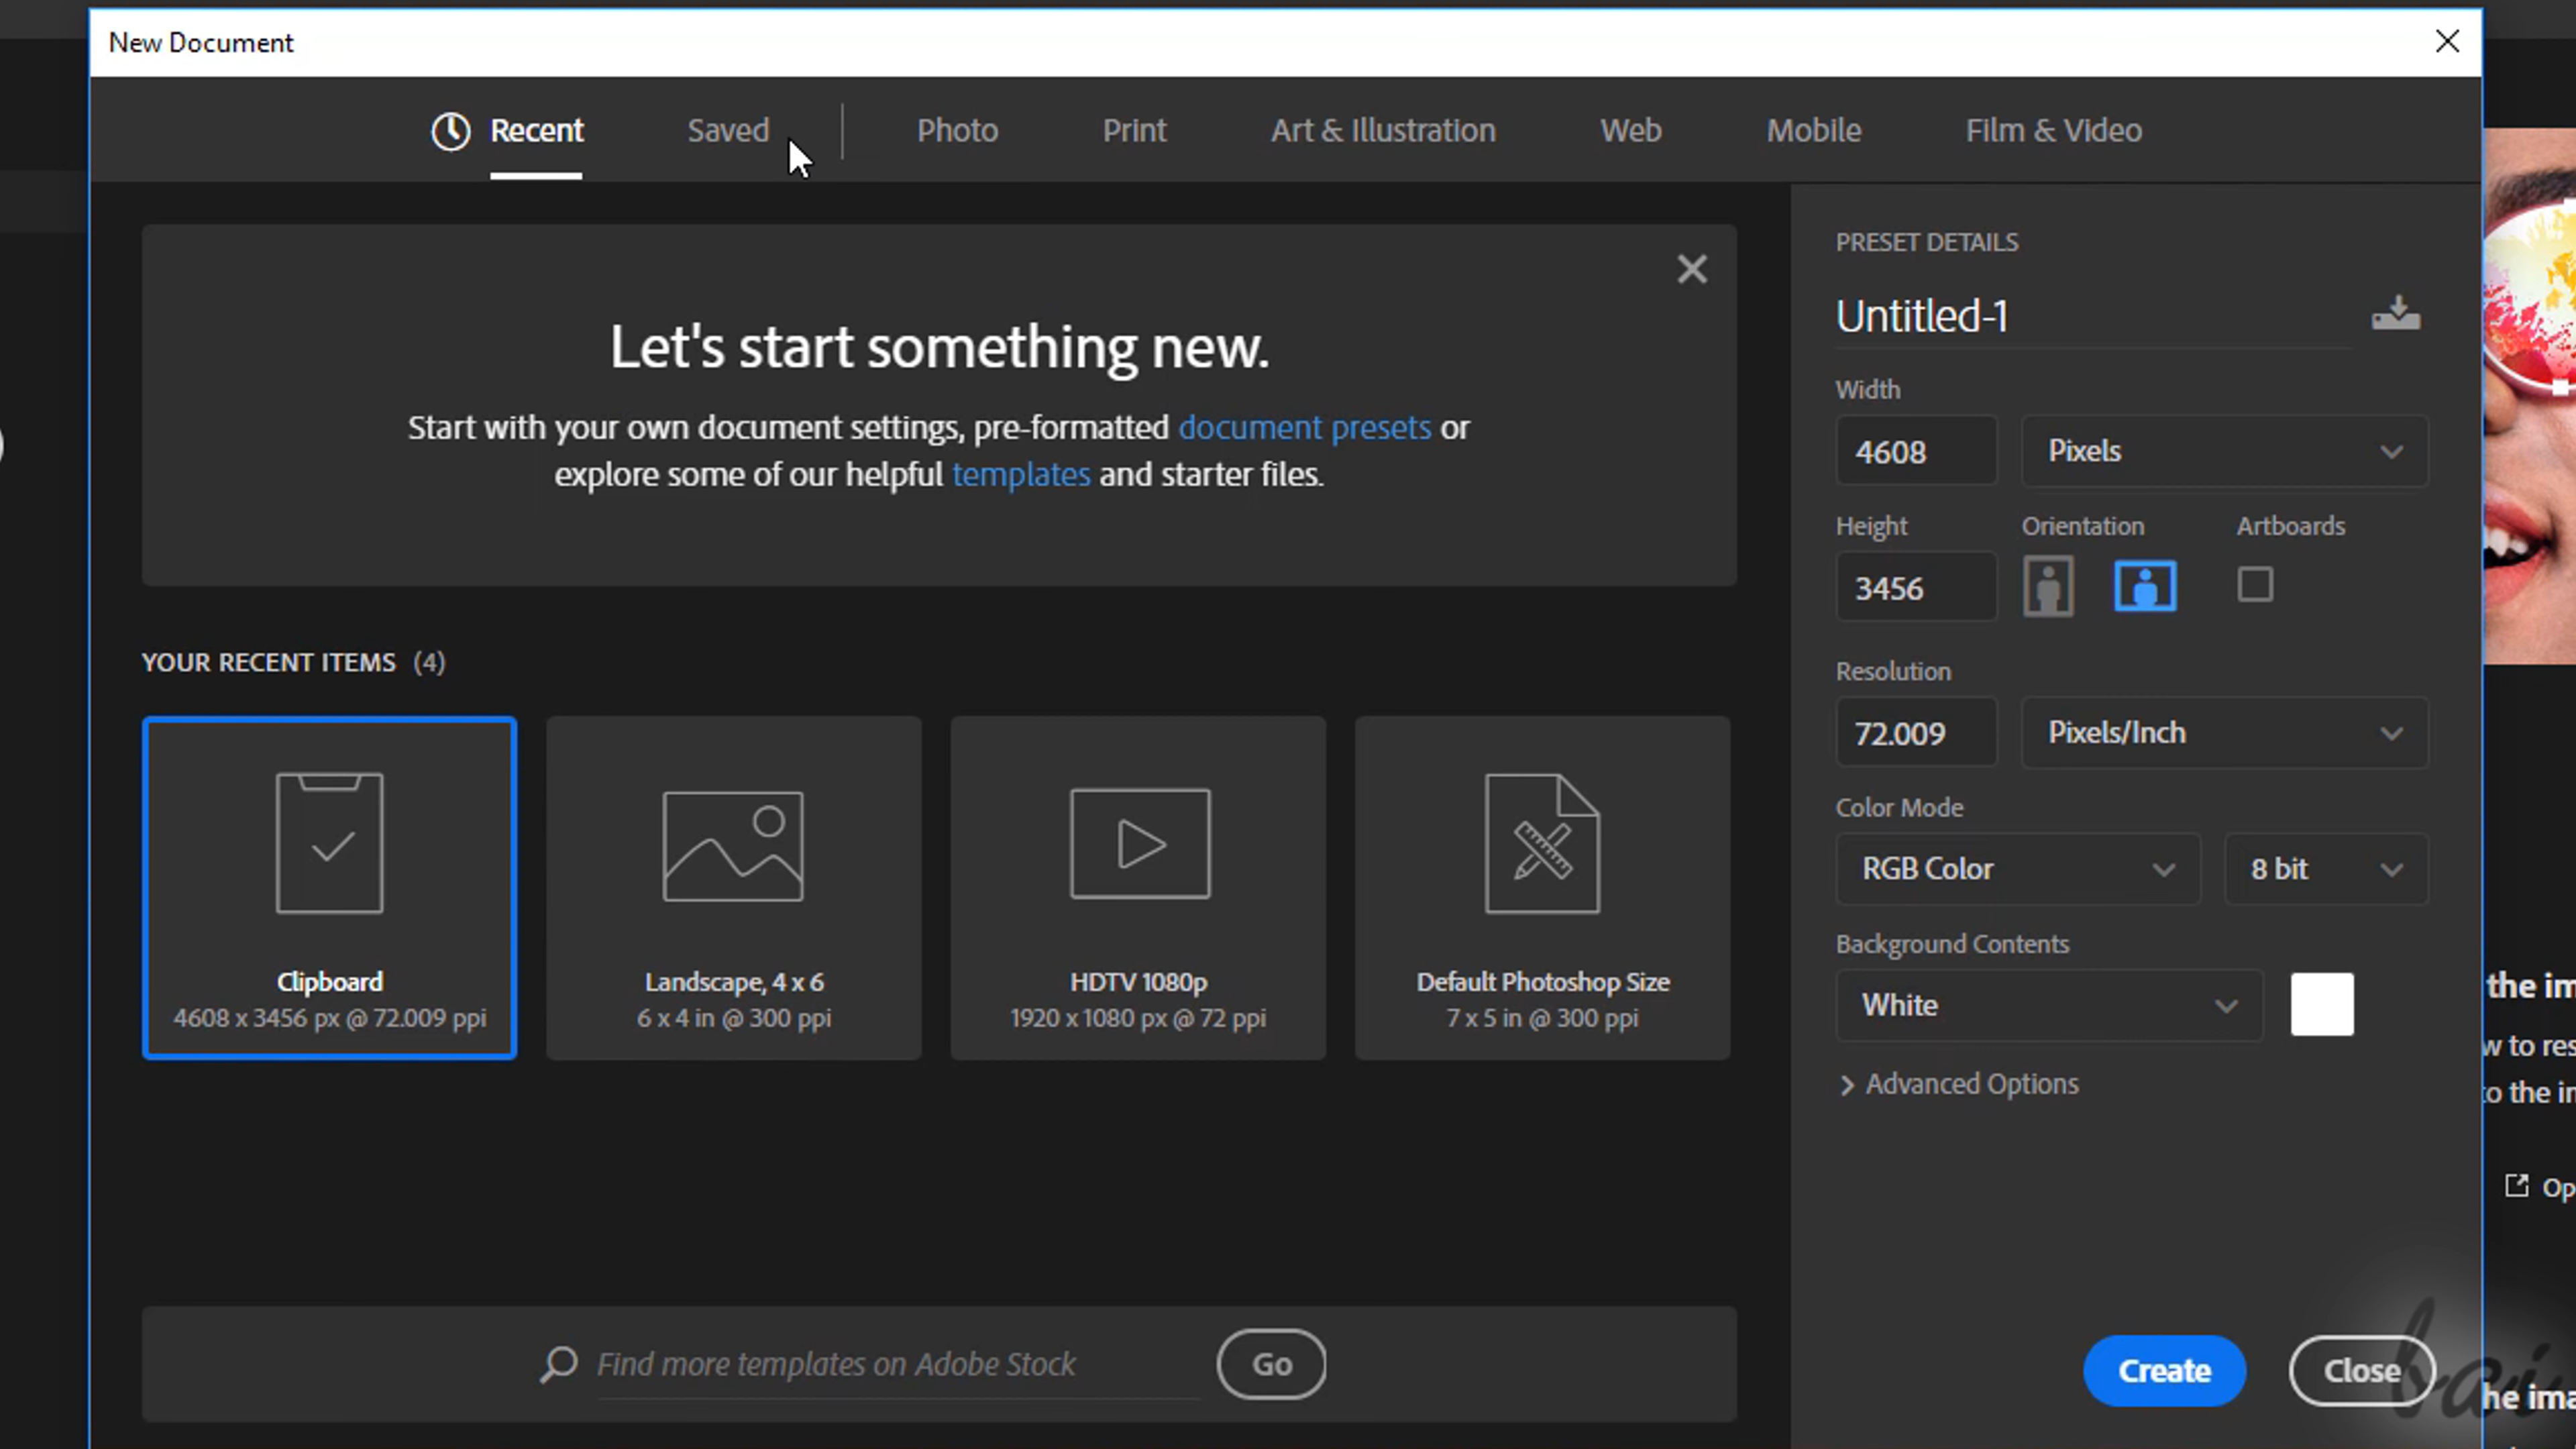 New Document
Recent
Saved
Photo
Print
Art & Illustration
Web
Mobile
Film & Video
Let's start something new.
Start with your own document settings, pre-formatted document presets or
explore some of our helpful templates and starter files.
YOUR RECENT ITEMS (4)
Clipboard
4608 x 3456 px @ 72.009 ppi
Landscape, 4 x 6
6 x 4 in @ 300 ppi
HDTV 1080p
1920 x 1080 px @ 72 ppi
Default Photoshop Size
7 x 5 in @ 300 ppi
Find more templates on Adobe Stock
Go
PRESET DETAILS
Untitled-1
Width
4608
Pixels
Height
Orientation
Artboards
3456
Resolution
72.009
Pixels/Inch
Color Mode
RGB Color
8 bit
Background Contents
White
Advanced Options
Create
Close
the im
w to res
to the im
Op
he ima